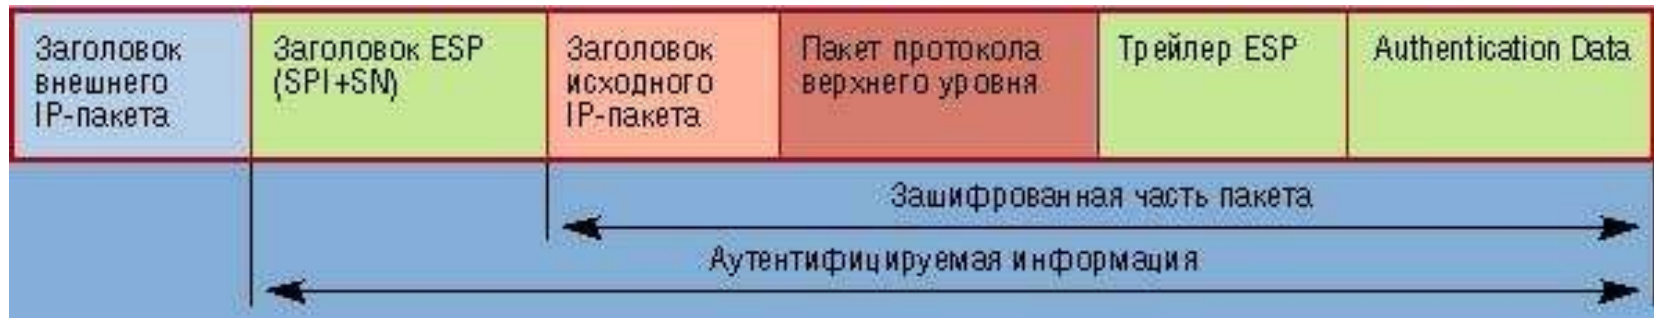 Заголовок
внешнего
IP-пакета
Заголовок ESP
(SPI+SN)
Заголовок
исходного
IP-пакета
Пакет протокола
верхнего уровня
Трейлер ESP
Authentication Data
Зашифрованная часть пакета
Аутентифицируемая информация